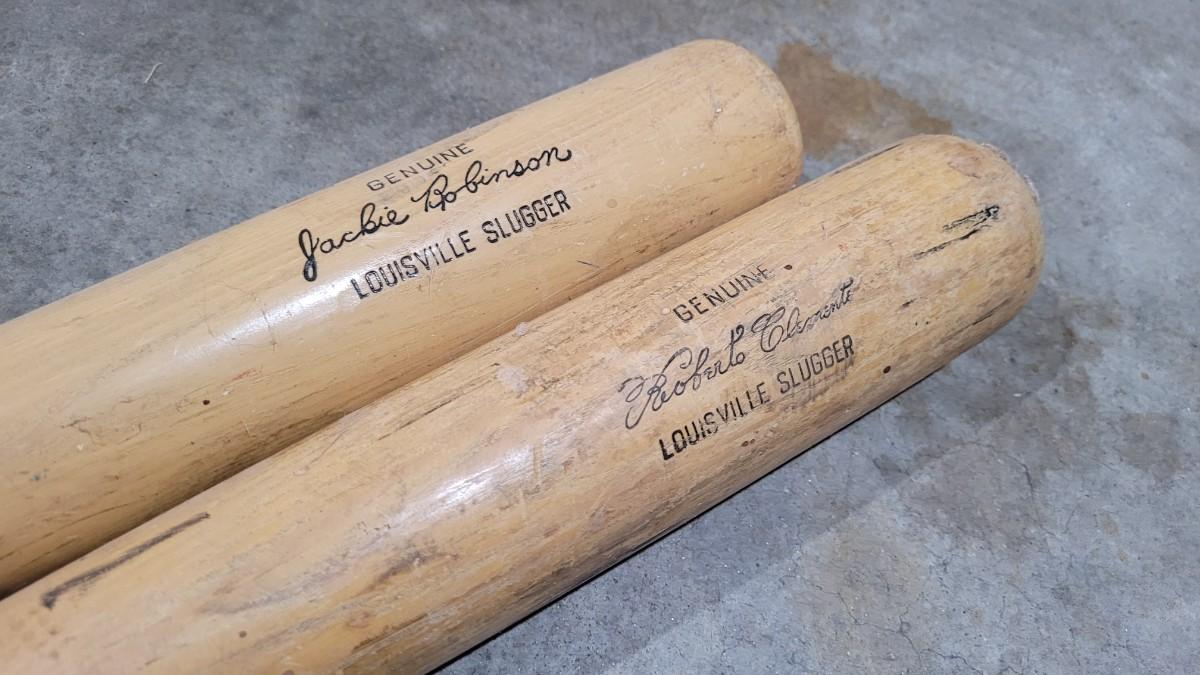 GENUINE
Jackie Robinson
LOUISVILLE SLUGGER
GENUINE
Roberto Clemente
LOUISVILLE SLUGGER